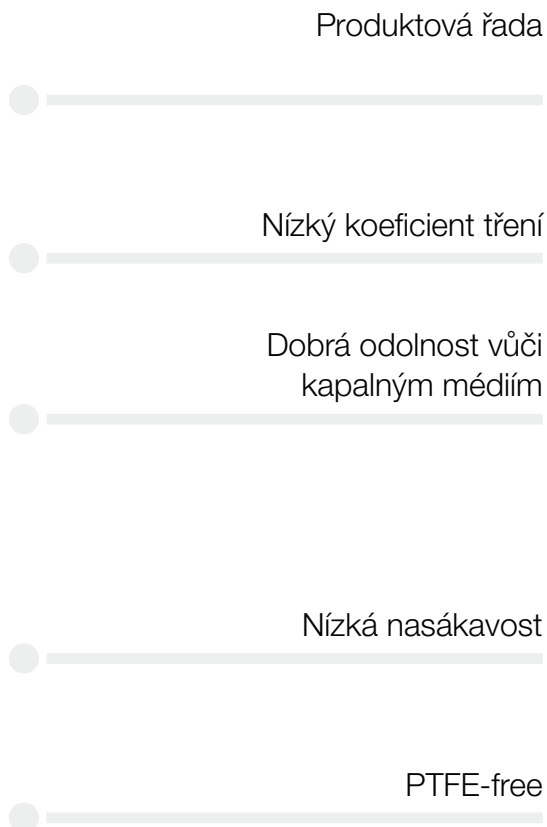 Produktová řada
Nízký koeficient tření
Dobrá odolnost vůči
kapalným médiím
Nízká nasákavost
PTFE-free